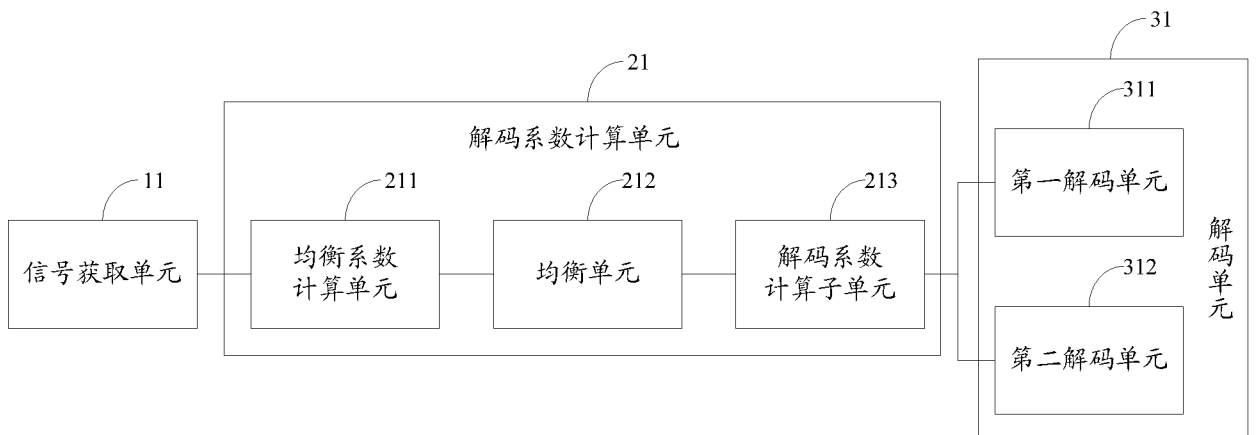 31
21
311
解码系数计算单元
11
211
212
213
第一解码单元
信号获取单元
均衡系数
计算单元
均衡单元
解码系数
计算子单元
解码单元
312
第二解码单元